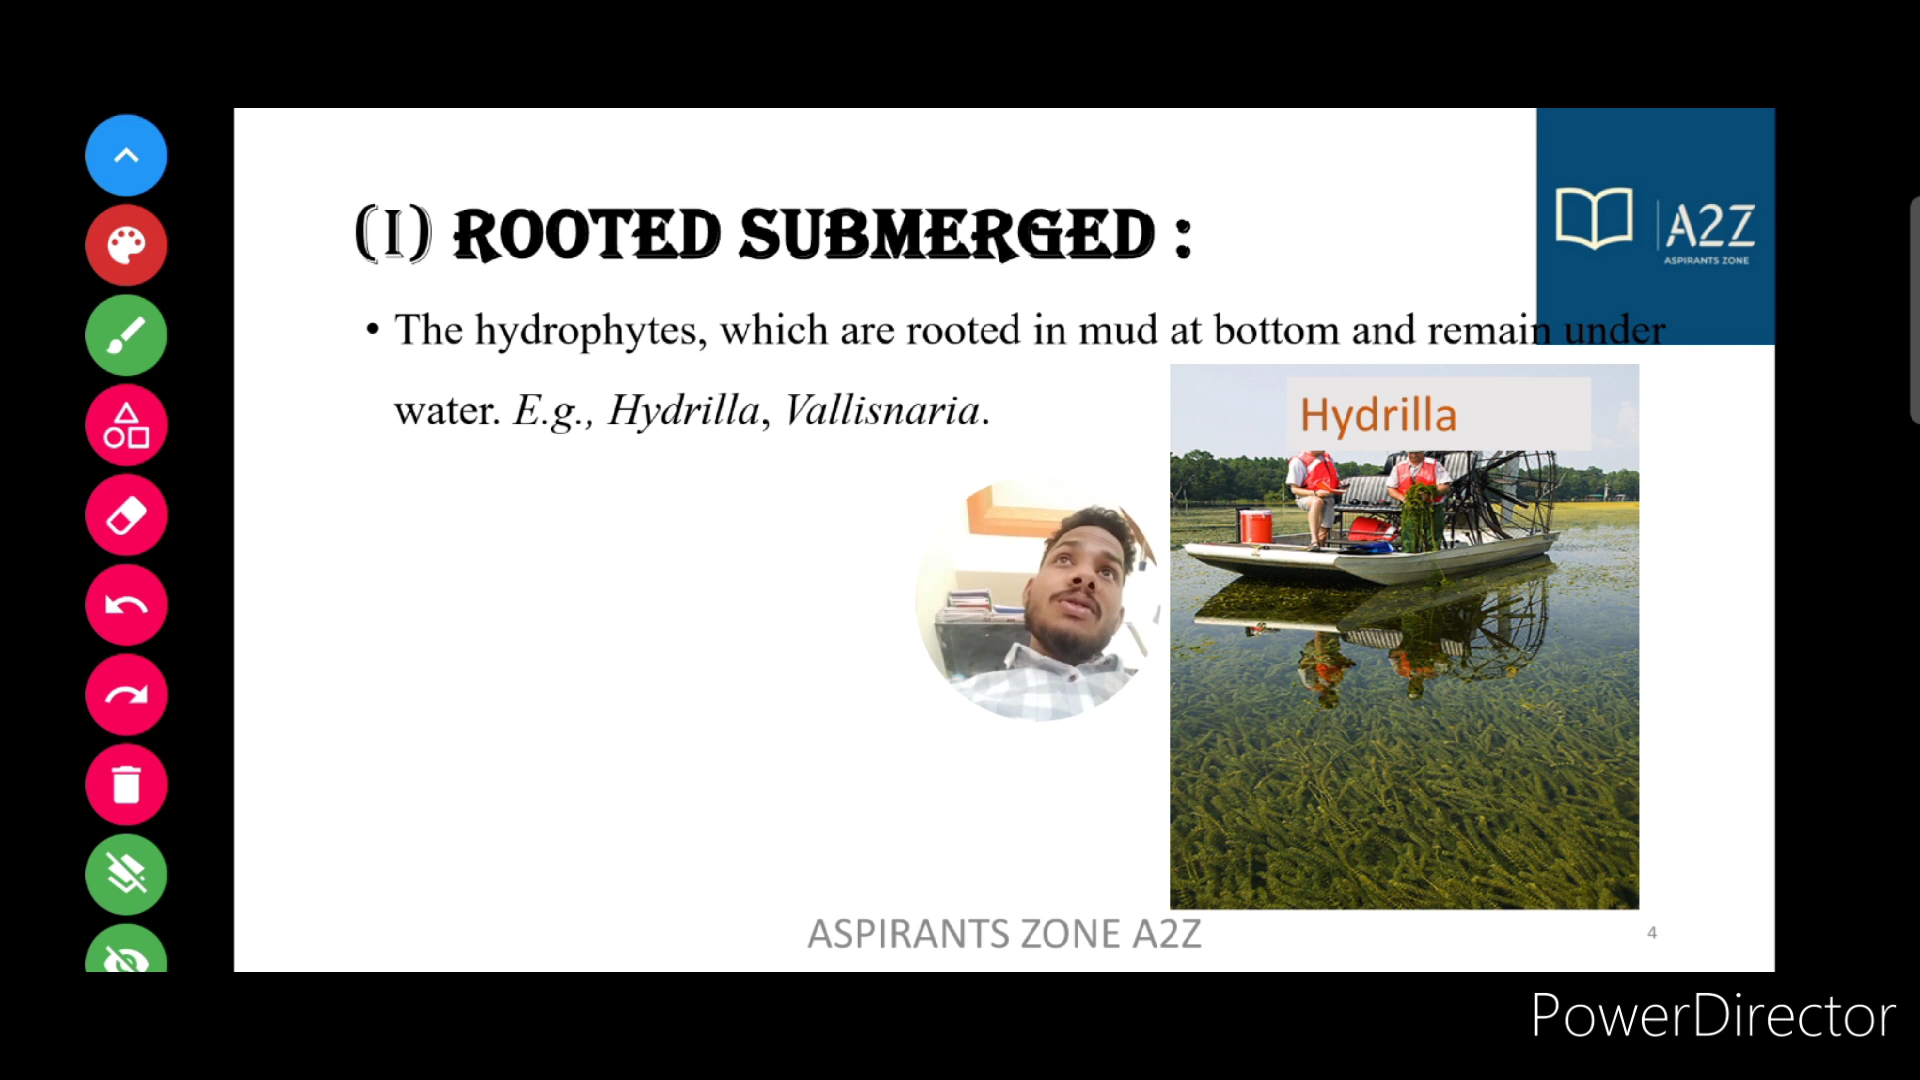 A2Z
ASPIRANTS ZONE
(I) ROOTED SUBMERGED :
• The hydrophytes, which are rooted in mud at bottom and remain under
water. E.g., Hydrilla, Vallisnaria.
Hydrilla
ASPIRANTS ZONE A2Z
4
PowerDirector